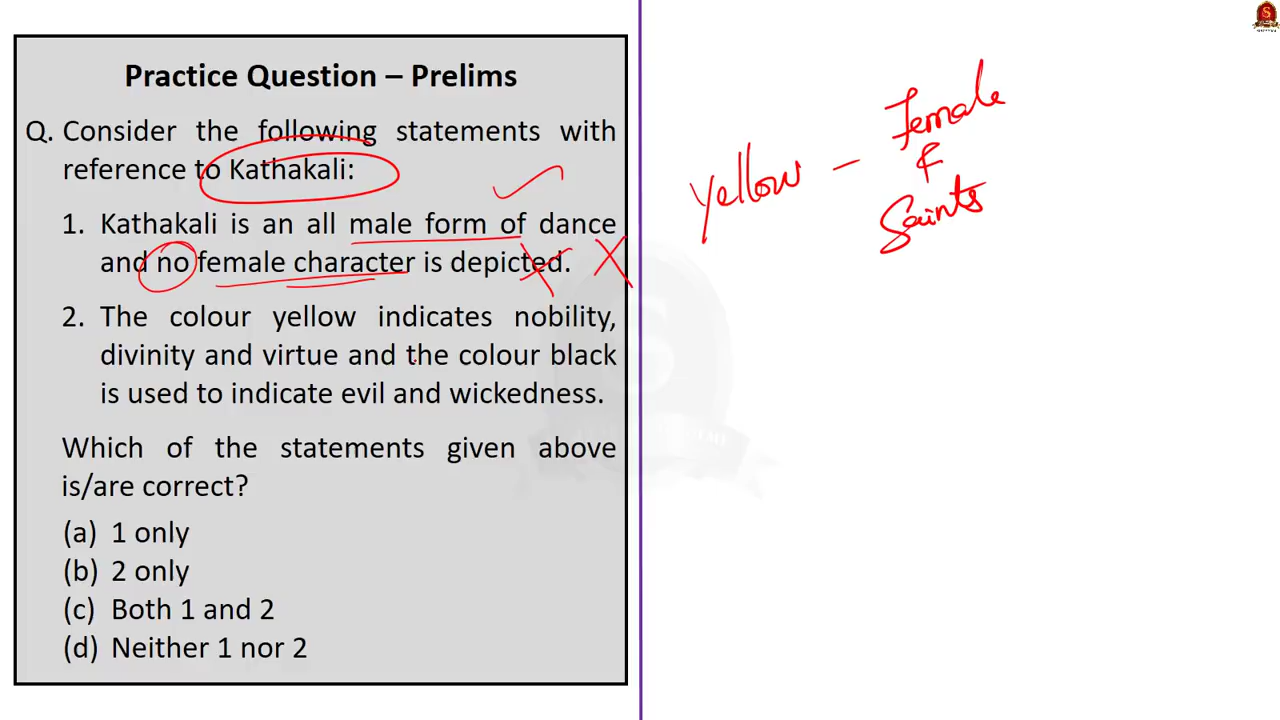 Practice Question – Prelims
Q. Consider the following statements with
reference to Kathakali:
1. Kathakali is an all male form of dance
and no female character is depicted.
2. The colour yellow indicates nobility,
divinity and virtue and the colour black
is used to indicate evil and wickedness.
Which of the statements given above
is/are correct?
(a) 1 only
(b) 2 only
(c) Both 1 and 2
(d) Neither 1 nor 2
Yellow – Female
&
Saints